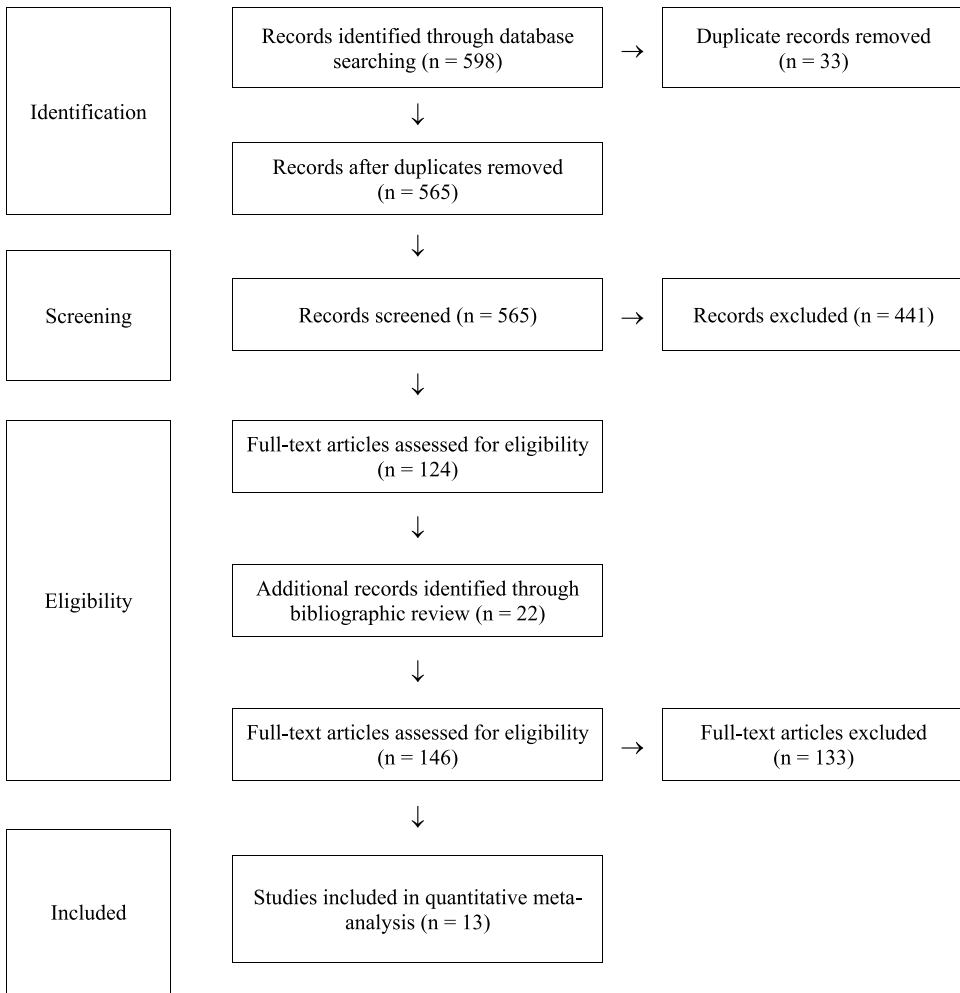 Identification
Records identified through database
searching (n = 598)
→
Duplicate records removed
(n = 33)
↓
Records after duplicates removed
(n = 565)
↓
Screening
Records screened (n = 565)
→
Records excluded (n = 441)
↓
Eligibility
Full-text articles assessed for eligibility
(n = 124)
↓
Additional records identified through
bibliographic review (n = 22)
↓
Full-text articles assessed for eligibility
(n = 146)
→
Full-text articles excluded
(n = 133)
↓
Included
Studies included in quantitative meta-
analysis (n = 13)